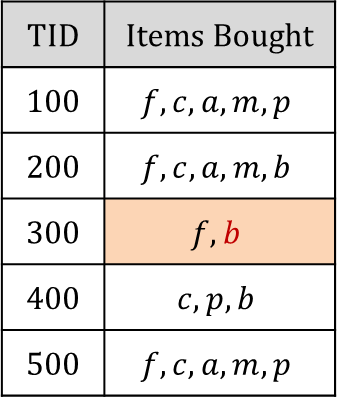 TID Items Bought
100 f, c, a, m, p
200 f, c, a, m, b
300 f, b
400 c, p, b
500 f, c, a, m, p